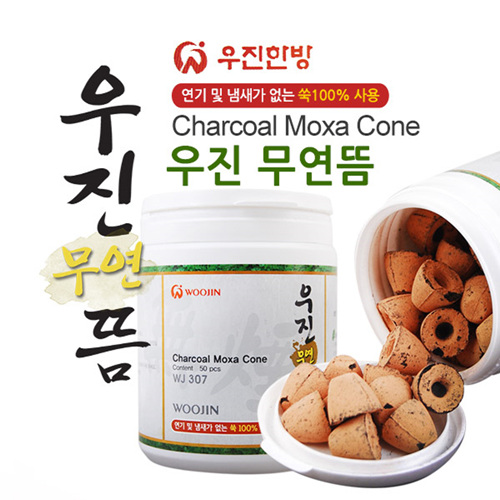 우진한방
연기 및 냄새가 없는 쑥100% 사용
Charcoal Moxa Cone
우진 무연뜸
우진
무연
뜸
WOOJIN
우진
무연
Charcoal Moxa Cone
Content : 50 pcs
WJ 307
WOOJIN
연기 및 냄새가 없는 쑥 100%